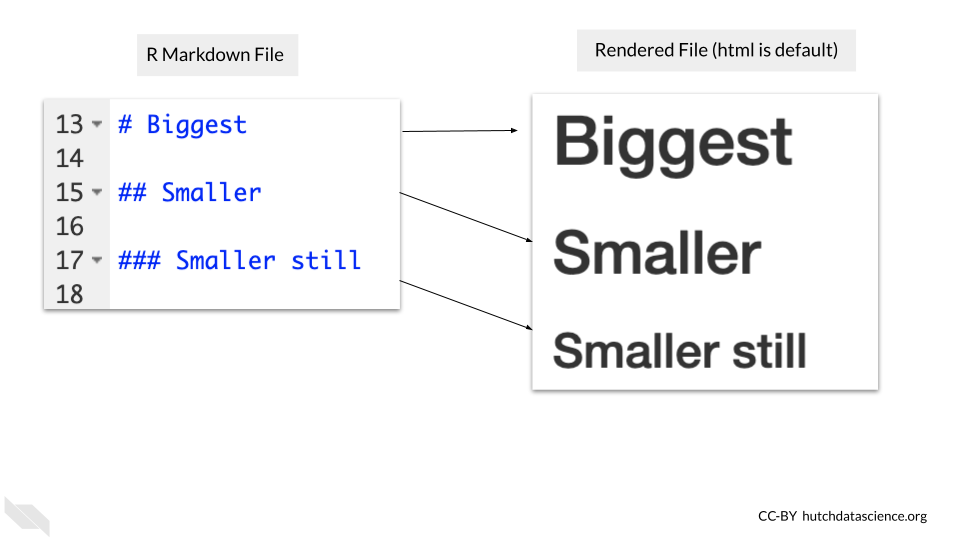 R Markdown File
Rendered File (html is default)
13 # Biggest
14
15 ## Smaller
16
17 ### Smaller still
18
Biggest
Smaller
Smaller still
CC-BY hutchdatascience.org